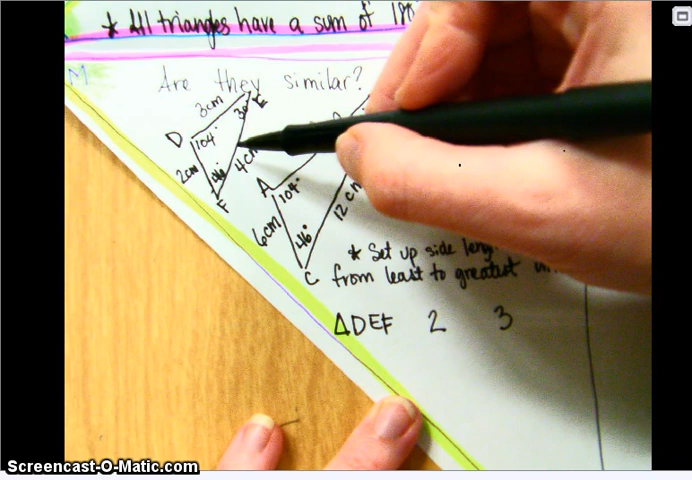 * All triangles have a sum of 180
M
Are they similar?
3cm
E
30°
D
104°
2cm
46°
4cm
F
A
104°
6cm
46°
12 cm
C
* Set up side
from least to greatest
ΔDEF 2 3
Screencast-O-Matic.com